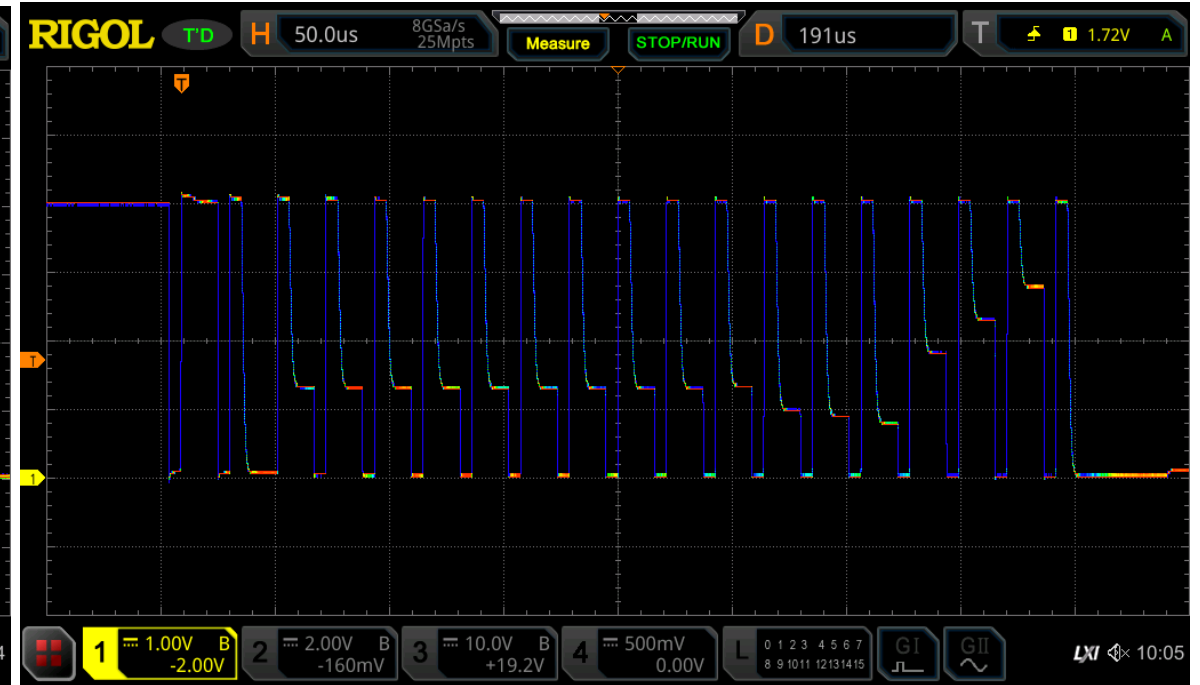 RIGOL T'D H 50.0us 8GSa/s 25Mpts Measure STOP/RUN D 191us T 1 1.72V A
T
T
1
1 1.00V B -2.00V 2 2.00V B -160mV 3 10.0V B +19.2V 4 500mV 0.00V L 0 1 2 3 4 5 6 7 8 9 10 11 12 13 14 15 GI GII LXI 10:05
4